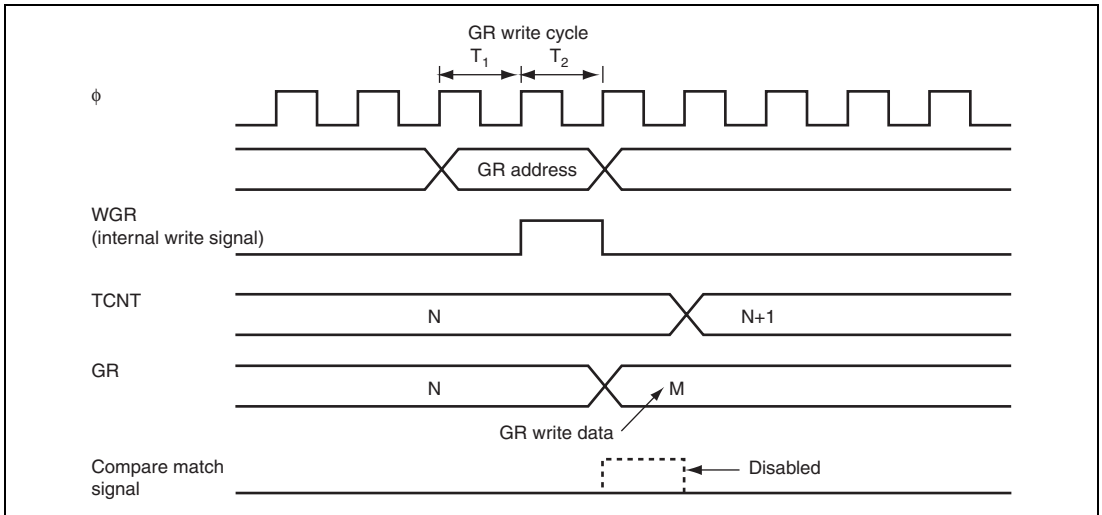 GR write cycle
T₁ T₂
ϕ
GR address
WGR
(internal write signal)
TCNT
N N+1
GR
N M
GR write data
Compare match
signal
Disabled